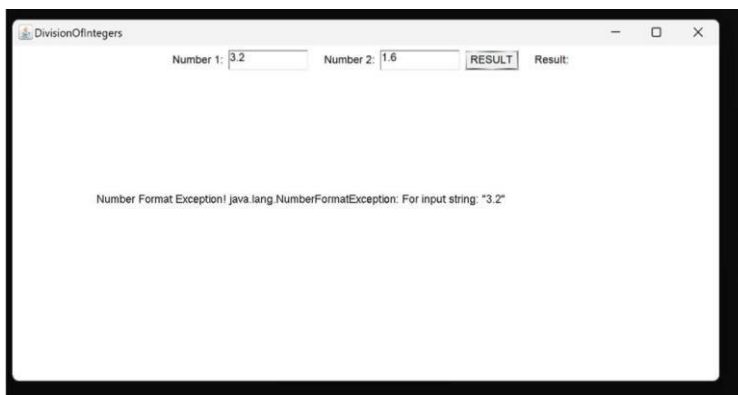 DivisionOfIntegers
Number 1: 3.2 Number 2: 1.6 RESULT Result:
Number Format Exception! java.lang.NumberFormatException: For input string: "3.2"